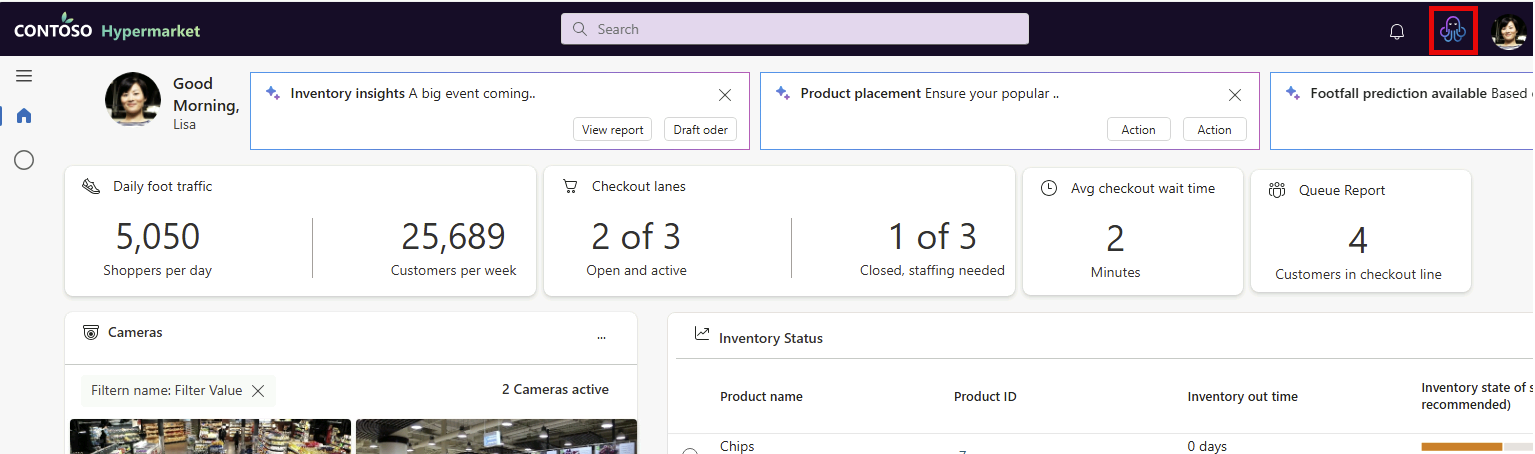 CONTOSO Hypermarket
Search
Good
Morning,
Lisa
Inventory insights A big event coming..
View report
Draft oder
Product placement Ensure your popular ..
Action
Action
Footfall prediction available Based
Daily foot traffic
5,050
25,689
Shoppers per day
Customers per week
Checkout lanes
2 of 3
1 of 3
Open and active
Closed, staffing needed
Avg checkout wait time
2
Minutes
Queue Report
4
Customers in checkout line
Cameras
...
Filtern name: Filter Value
2 Cameras active
Inventory Status
Product name
Product ID
Inventory out time
Inventory state of s
recommended)
Chips
0 days